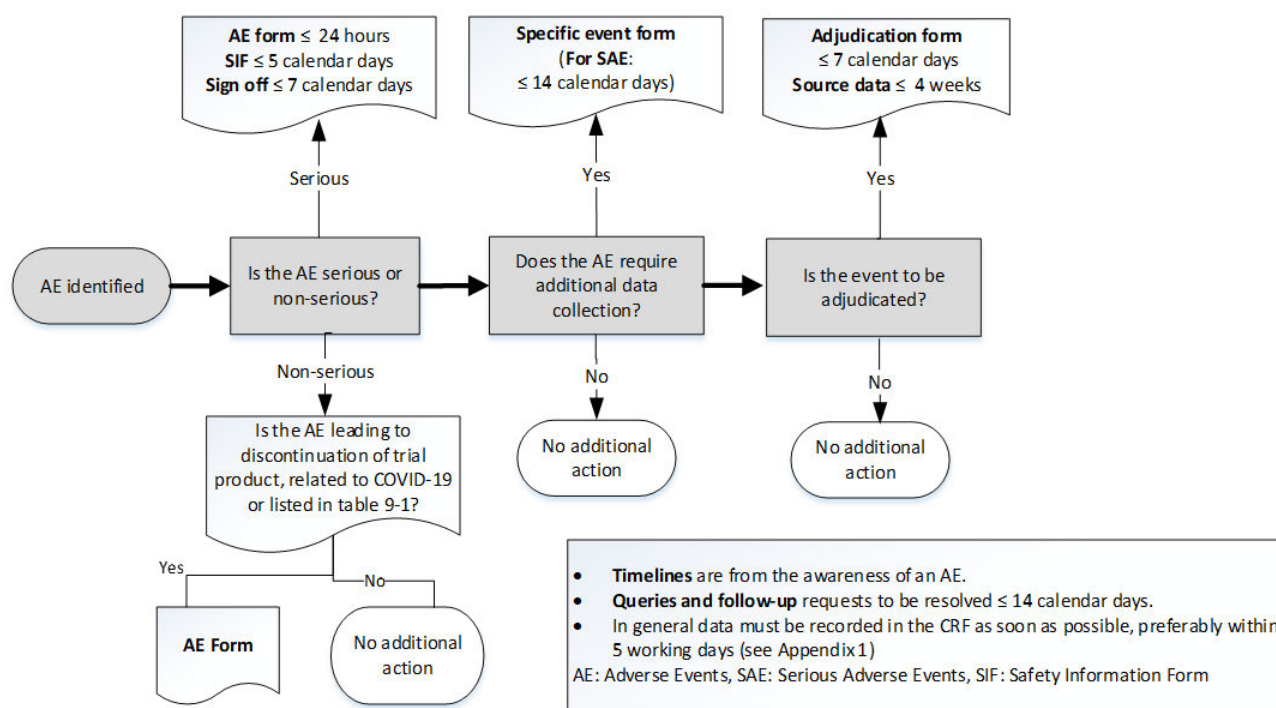 AE form ≤ 24 hours
SIF ≤ 5 calendar days
Sign off ≤ 7 calendar days
Specific event form
(For SAE:
≤ 14 calendar days)
Adjudication form
≤ 7 calendar days
Source data ≤ 4 weeks
Serious
Yes
Yes
AE identified
Is the AE serious or
non-serious?
Does the AE require
additional data
collection?
Is the event to be
adjudicated?
Non-serious
No
No
Is the AE leading to
discontinuation of trial
product, related to COVID-19
or listed in table 9-1?
No additional
action
No additional
action
Yes
No
AE Form
No additional
action
• Timelines are from the awareness of an AE.
• Queries and follow-up requests to be resolved ≤ 14 calendar days.
• In general data must be recorded in the CRF as soon as possible, preferably within
5 working days (see Appendix 1)
AE: Adverse Events, SAE: Serious Adverse Events, SIF: Safety Information Form